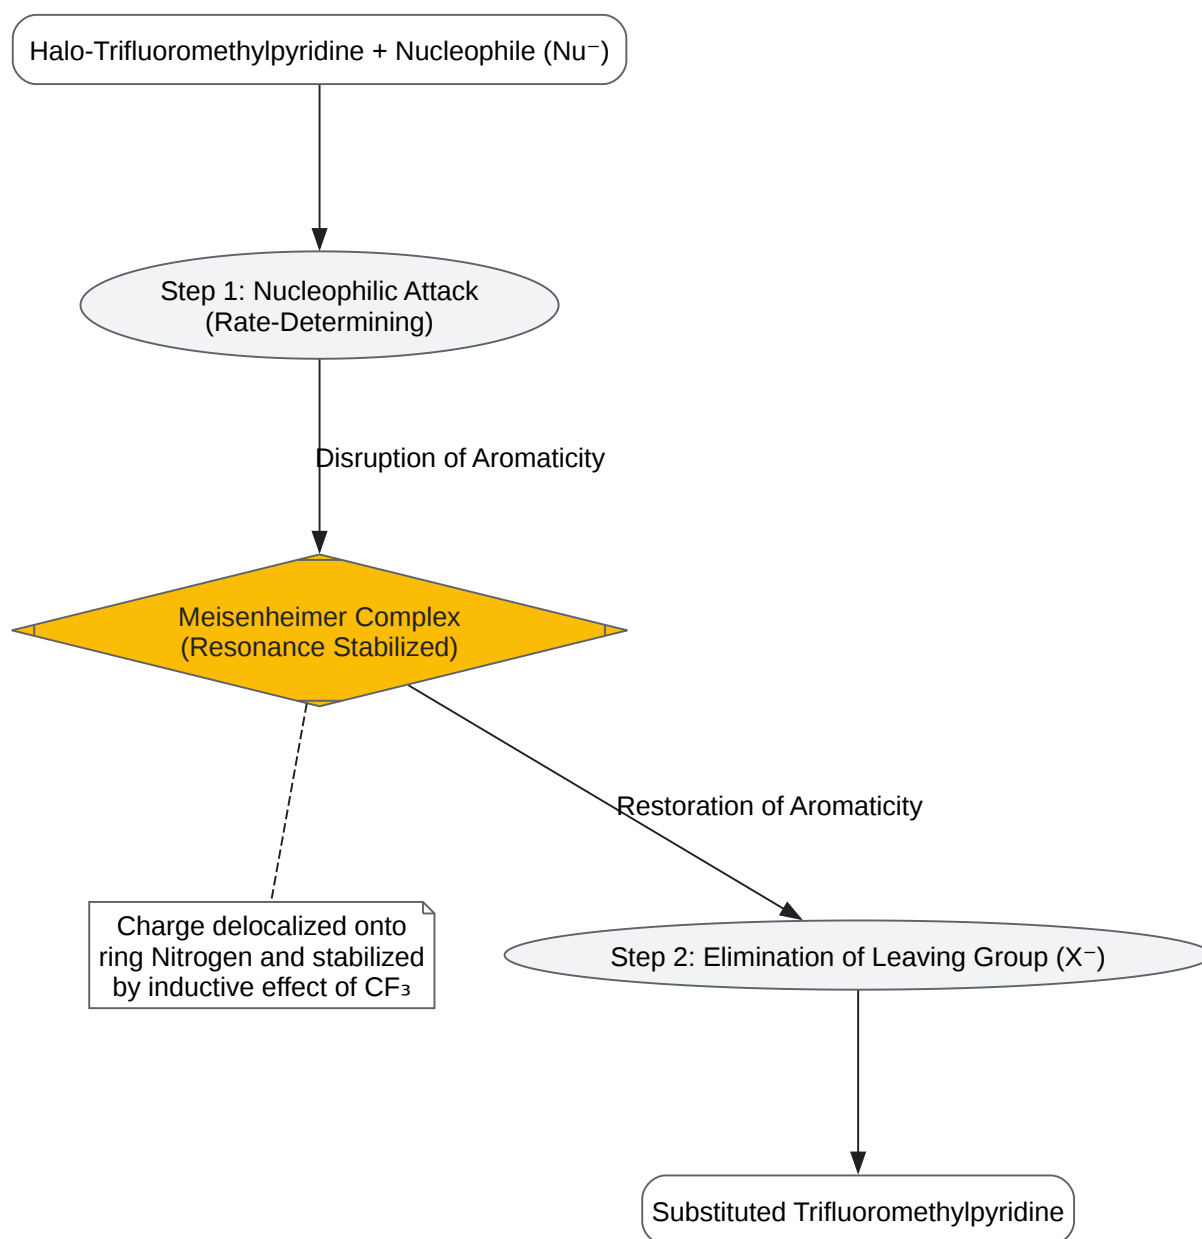 Halo-Trifluoromethylpyridine + Nucleophile (Nu⁻)
Step 1: Nucleophilic Attack
(Rate-Determining)
Disruption of Aromaticity
Meisenheimer Complex
(Resonance Stabilized)
Restoration of Aromaticity
Charge delocalized onto
ring Nitrogen and stabilized
by inductive effect of CF₃
Step 2: Elimination of Leaving Group (X⁻)
Substituted Trifluoromethylpyridine